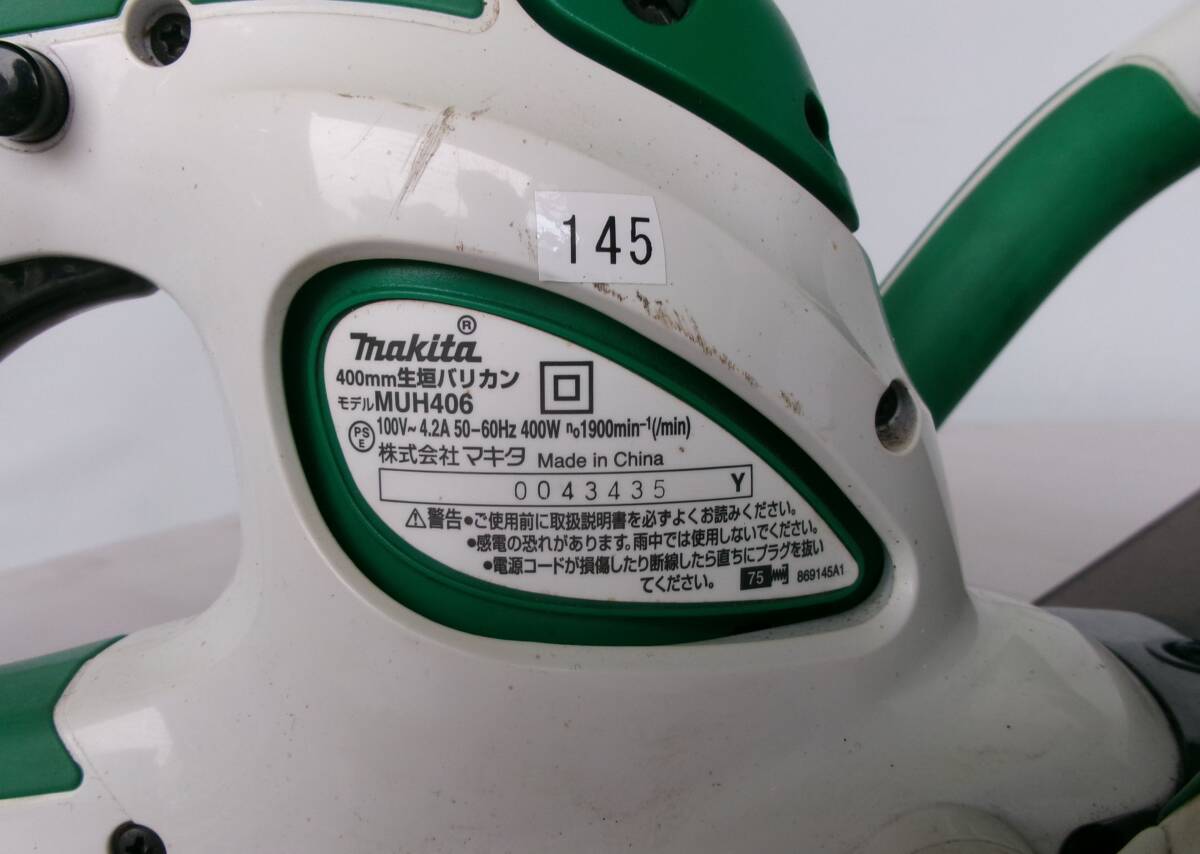 145
makita®
400mm生垣バリカン
モデルMUH406
PS
E
100V~ 4.2A 50-60Hz 400W n₀1900min⁻¹(/min)
株式会社マキタ Made in China
0043435 Y
⚠警告●ご使用前に取扱説明書を必ずよくお読みください。
●感電の恐れがあります。雨中では使用しないでください。
●電源コードが損傷したり断線したら直ちにプラグを抜い
てください。 75 869145A1